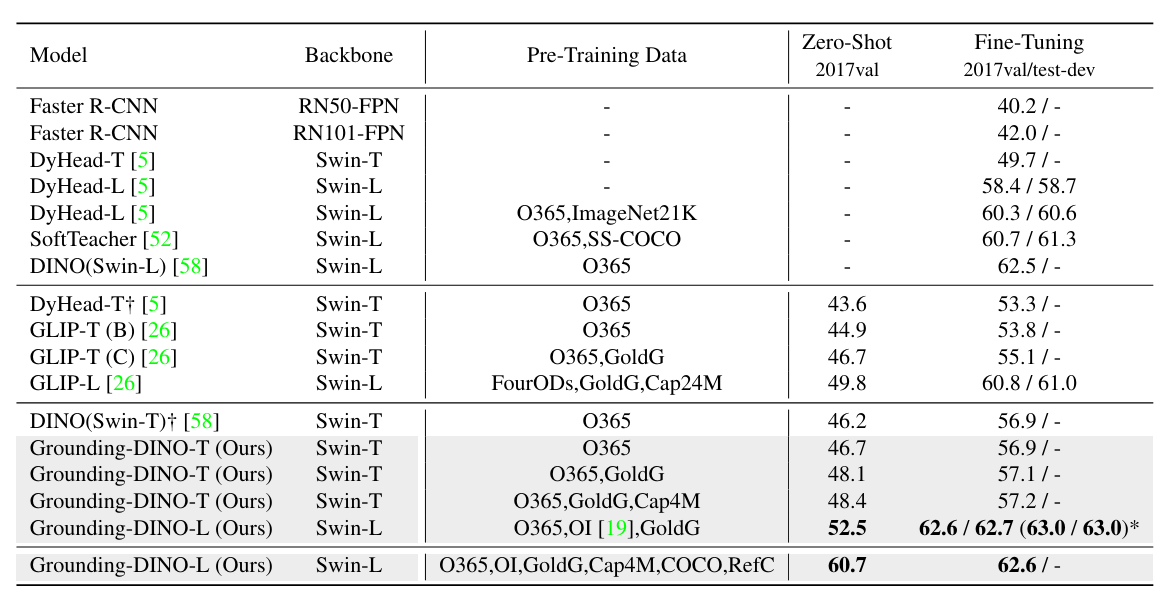 Model Backbone Pre-Training Data Zero-Shot 2017val Fine-Tuning 2017val/test-dev
Faster R-CNN RN50-FPN - - 40.2 / -
Faster R-CNN RN101-FPN - - 42.0 / -
DyHead-T [5] Swin-T - - 49.7 / -
DyHead-L [5] Swin-L - - 58.4 / 58.7
DyHead-L [5] Swin-L O365,ImageNet21K - 60.3 / 60.6
SoftTeacher [52] Swin-L O365,SS-COCO - 60.7 / 61.3
DINO(Swin-L) [58] Swin-L O365 - 62.5 / -
DyHead-T† [5] Swin-T O365 43.6 53.3 / -
GLIP-T (B) [26] Swin-T O365 44.9 53.8 / -
GLIP-T (C) [26] Swin-T O365,GoldG 46.7 55.1 / -
GLIP-L [26] Swin-L FourODs,GoldG,Cap24M 49.8 60.8 / 61.0
DINO(Swin-T)† [58] Swin-T O365 46.2 56.9 / -
Grounding-DINO-T (Ours) Swin-T O365 46.7 56.9 / -
Grounding-DINO-T (Ours) Swin-T O365,GoldG 48.1 57.1 / -
Grounding-DINO-T (Ours) Swin-T O365,GoldG,Cap4M 48.4 57.2 / -
Grounding-DINO-L (Ours) Swin-L O365,OI [19],GoldG 52.5 62.6 / 62.7 (63.0 / 63.0)*
Grounding-DINO-L (Ours) Swin-L O365,OI,GoldG,Cap4M,COCO,RefC 60.7 62.6 / -